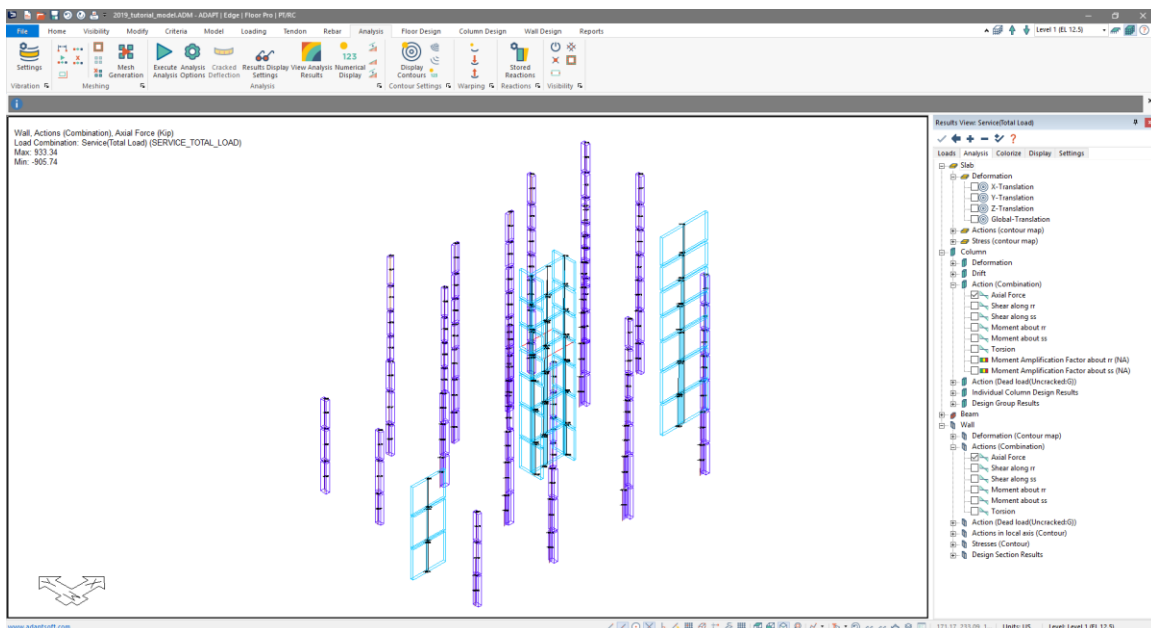 2019_tutorial_model.ADM - ADAPT | Edge | Floor Pro | PT/RC
File Home Visibility Modify Criteria Model Loading Tendon Rebar Analysis Floor Design Column Design Wall Design Reports
Level 1 (EL 12.5)
Settings
Mesh Generation
Execute Analysis
Analysis Options
Cracked Deflection
Results Display Settings
View Analysis Results
123
Numerical Display
Display Contours
Stored Reactions
Vibration Meshing Analysis Contour Settings Warping Reactions Visibility
Wall, Actions (Combination), Axial Force (Kip)
Load Combination: Service(Total Load) (SERVICE_TOTAL_LOAD)
Max: 933.34
Min: -905.74
Results View: Service(Total Load)
Loads Analysis Colorize Display Settings
Slab
Deformation
X-Translation
Y-Translation
Z-Translation
Global-Translation
Actions (contour map)
Stress (contour map)
Column
Deformation
Drift
Action (Combination)
Axial Force
Shear along rr
Shear along ss
Moment about rr
Moment about ss
Torsion
Moment Amplification Factor about rr (NA)
Moment Amplification Factor about ss (NA)
Action (Dead load(Uncracked:G))
Individual Column Design Results
Design Group Results
Beam
Wall
Deformation (Contour map)
Actions (Combination)
Axial Force
Shear along rr
Shear along ss
Moment about rr
Moment about ss
Torsion
Action (Dead load(Uncracked:G))
Actions in local axis (Contour)
Stresses (Contour)
Design Section Results
www.adaptsoft.com
Units: US
Level: Level 1 (EL 12.5)